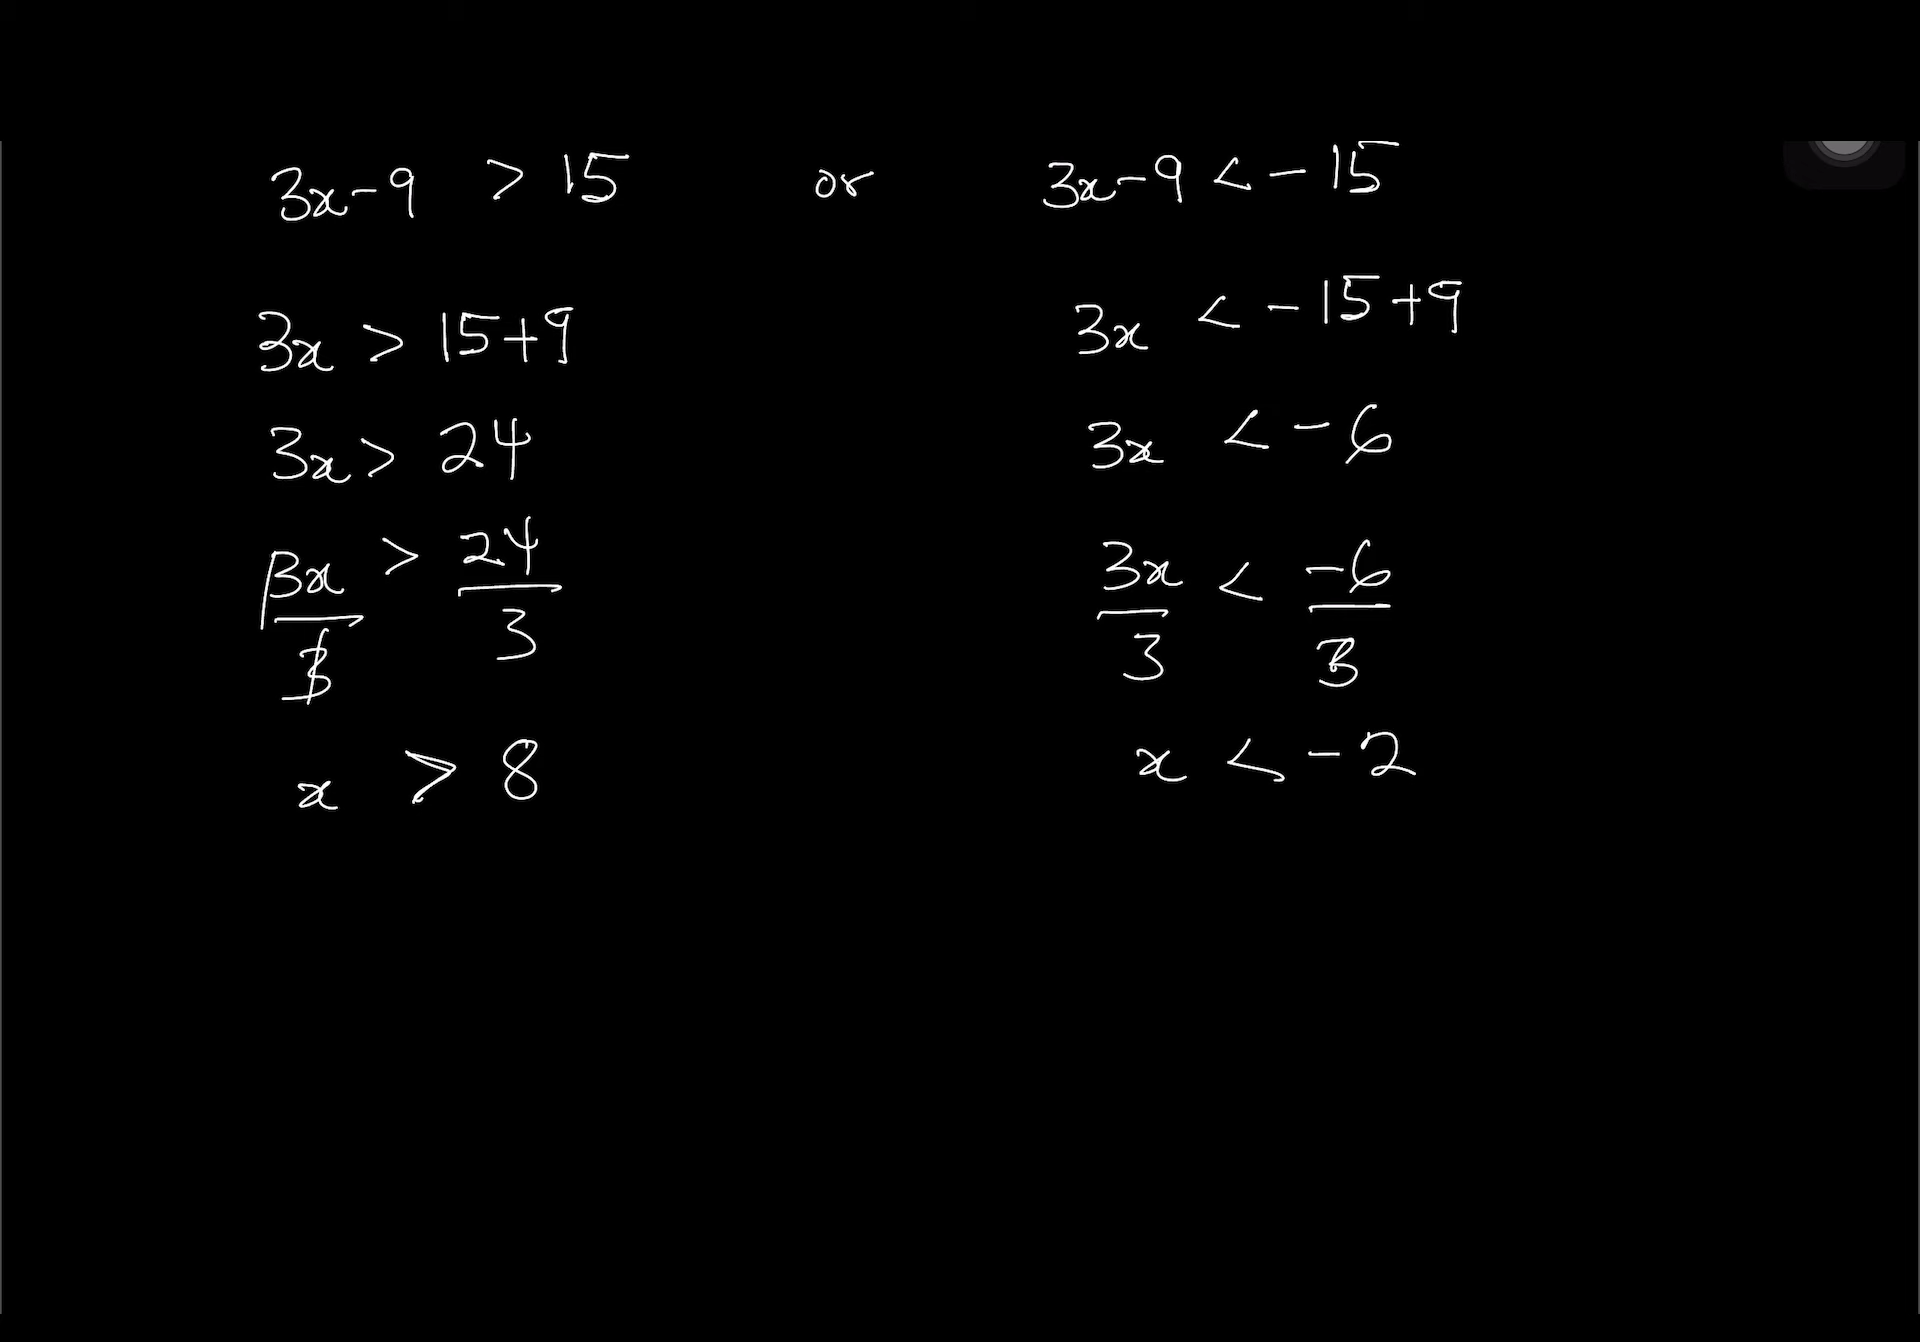 3x-9 > 15 or 3x-9 < -15
3x > 15+9 3x < -15+9
3x > 24 3x < -6
3x/3 > 24/3 3x/3 < -6/3
x > 8 x < -2